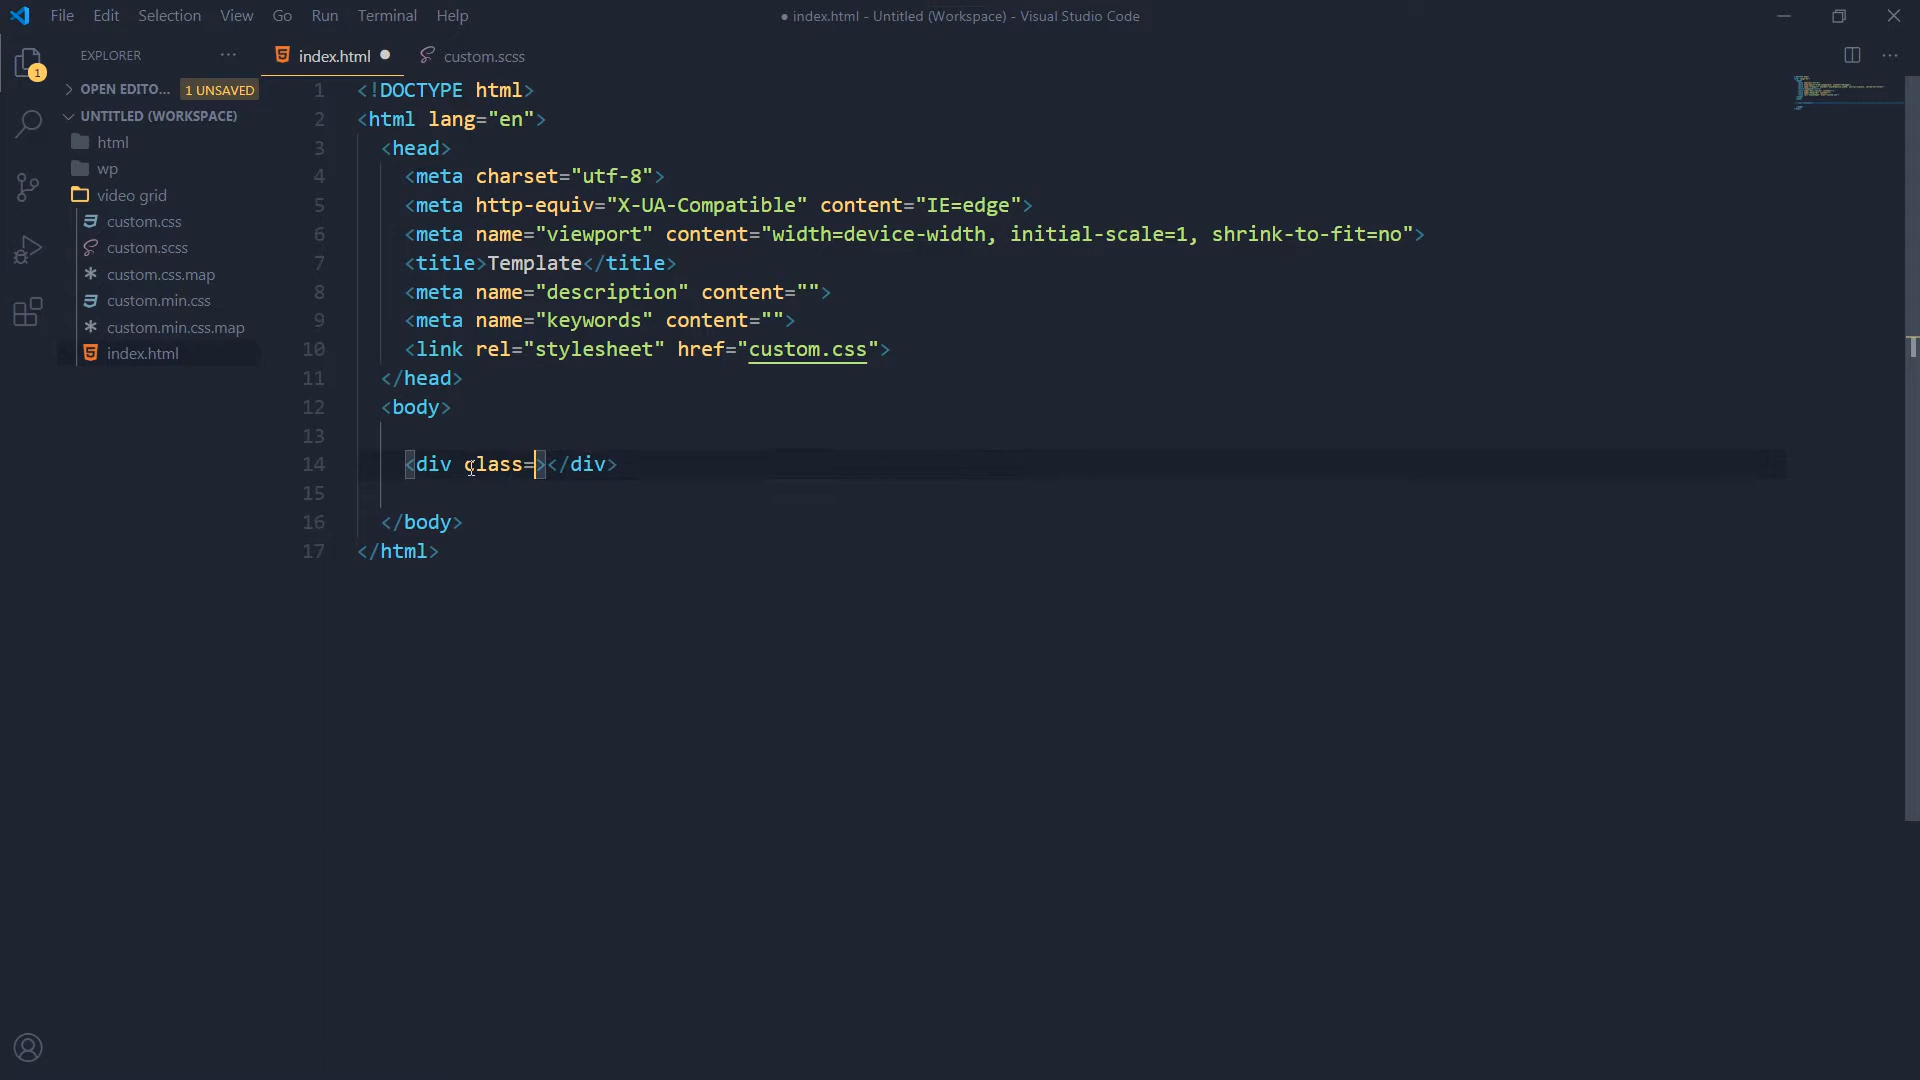 File Edit Selection View Go Run Terminal Help
● index.html - Untitled (Workspace) - Visual Studio Code
EXPLORER
index.html
custom.scss
1
OPEN EDITO... 1 UNSAVED
UNTITLED (WORKSPACE)
html
wp
video grid
custom.css
custom.scss
custom.css.map
custom.min.css
custom.min.css.map
index.html
1 <!DOCTYPE html>
2 <html lang="en">
3 <head>
4 <meta charset="utf-8">
5 <meta http-equiv="X-UA-Compatible" content="IE=edge">
6 <meta name="viewport" content="width=device-width, initial-scale=1, shrink-to-fit=no">
7 <title>Template</title>
8 <meta name="description" content="">
9 <meta name="keywords" content="">
10 <link rel="stylesheet" href="custom.css">
11 </head>
12 <body>
13
14 <div class=></div>
15
16 </body>
17 </html>